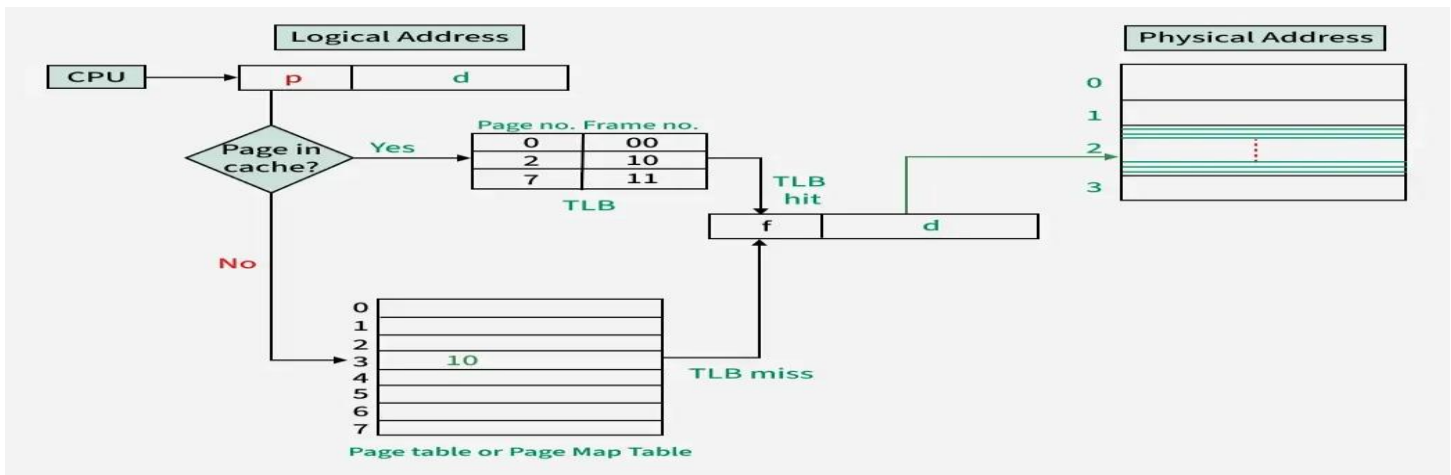 Logical Address
Physical Address
CPU
p d
0
1
2
3
Page in
cache?
Yes
Page no. Frame no.
0 00
2 10
7 11
TLB
TLB
hit
f d
No
0
1
2
3 10
4
5
6
7
TLB miss
Page table or Page Map Table